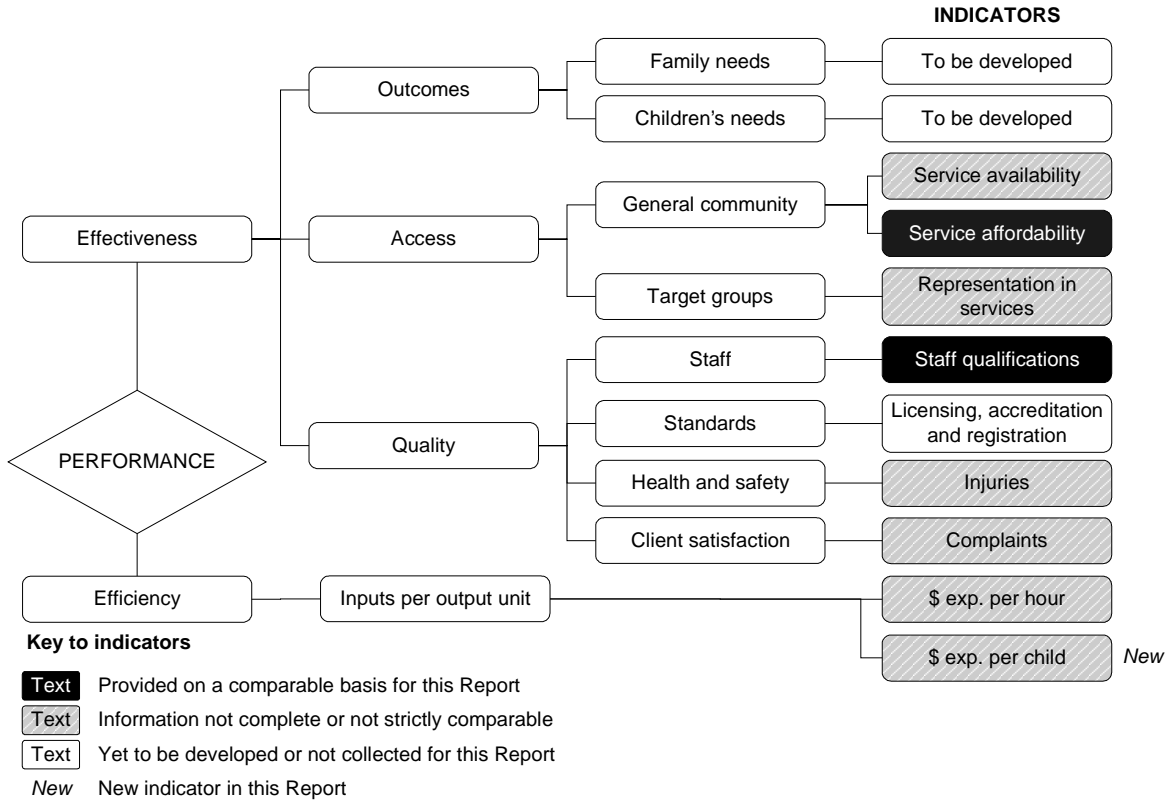 INDICATORS
Family needs
To be developed
Outcomes
Children's needs
To be developed
Service availability
General community
Effectiveness
Access
Service affordability
Target groups
Representation in
services
Staff
Staff qualifications
Standards
Licensing, accreditation
and registration
Quality
PERFORMANCE
Health and safety
Injuries
Client satisfaction
Complaints
Efficiency
Inputs per output unit
$ exp. per hour
$ exp. per child
New
Key to indicators
Text Provided on a comparable basis for this Report
Text Information not complete or not strictly comparable
Text Yet to be developed or not collected for this Report
New New indicator in this Report